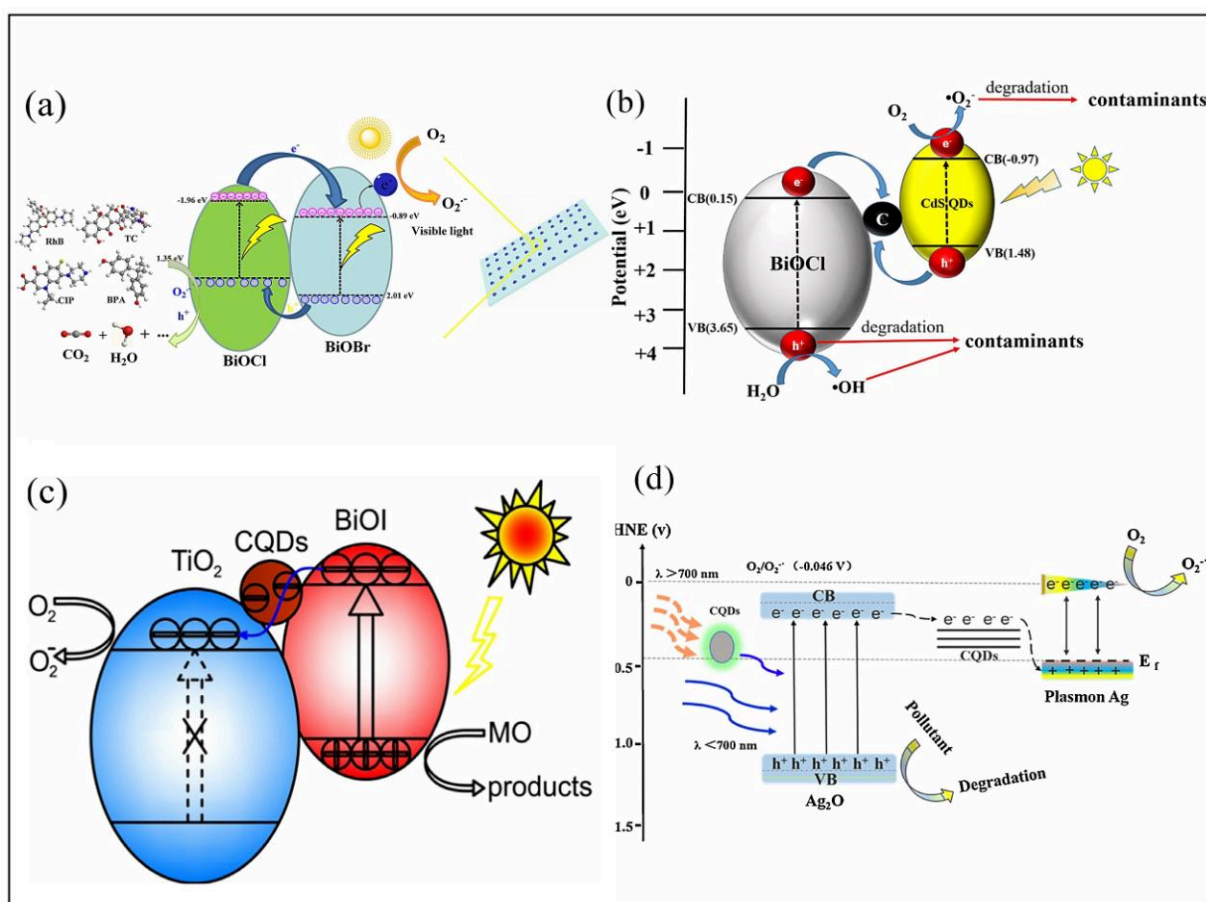 (a)
e-
O2
O2·-
-1.96 eV
-0.89 eV
Visible light
RhB
TC
1.35 eV
CIP
BPA
O2-
h+
h+
2.01 eV
CO2 + H2O + ···
BiOCl
BiOBr
(b)
degradation
•O2-
contaminants
O2
Potential (eV)
-1
0
+1
+2
+3
+4
e-
CB(-0.97)
e-
CB(0.15)
C
CdS QDs
VB(1.48)
h+
BiOCl
VB(3.65)
degradation
h+
contaminants
H2O
•OH
(c)
BiOI
CQDs
TiO2
O2
O2-
MO
products
(d)
HNE (v)
O2
O2-·
λ >700 nm
O2/O2-· (-0.046 V)
0
CB
e- e- e- e- e-
e- e- e- e- e- e-
CQDs
e- e- e- e-
CQDs
E f
0.5
+ + + + +
Plasmon Ag
λ <700 nm
Pollutant
1.0
h+ h+ h+ h+ h+ h+
VB
Degradation
Ag2O
1.5